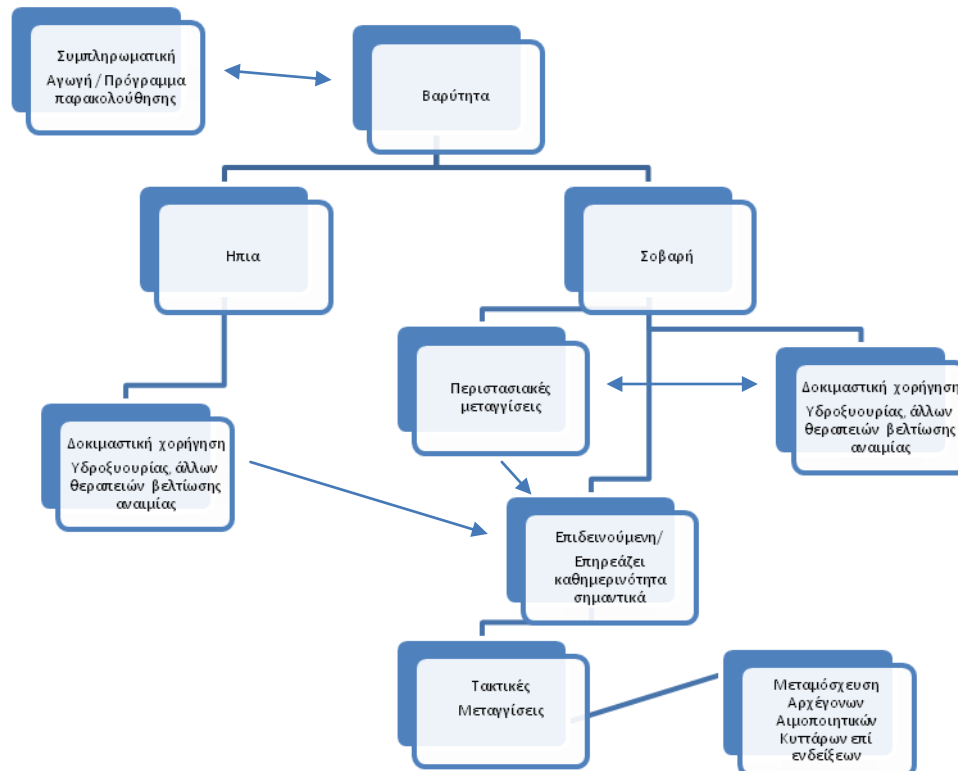 Συμπληρωματική
Αγωγή / Πρόγραμμα
παρακολούθησης
Βαρύτητα
Ηπια
Σοβαρή
Περιστασιακές
μεταγγίσεις
Δοκιμαστική χορήγηση
Υδροξυουρίας, άλλων
θεραπειών βελτίωσης
αναιμίας
Δοκιμαστική χορήγηση
Υδροξυουρίας, άλλων
θεραπειών βελτίωσης
αναιμίας
Επιδεινούμενη/
Επηρεάζει
καθημερινότητα
σημαντικά
Τακτικές
Μεταγγίσεις
Μεταμόσχευση
Αρχέγονων
Αιμοποιητικών
Κυττάρων επί
ενδείξεων